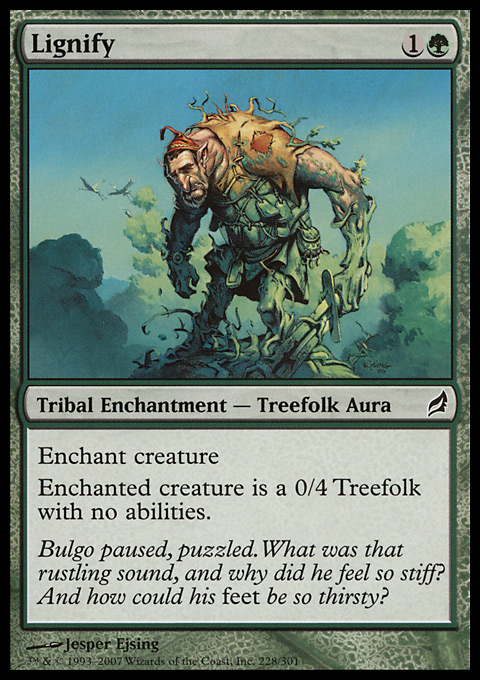 Lignify 1
Tribal Enchantment — Treefolk Aura
Enchant creature
Enchanted creature is a 0/4 Treefolk
with no abilities.
Bulgo paused, puzzled. What was that
rustling sound, and why did he feel so stiff?
And how could his feet be so thirsty?
Jesper Ejsing
™ & © 1993–2007 Wizards of the Coast, Inc. 228/301